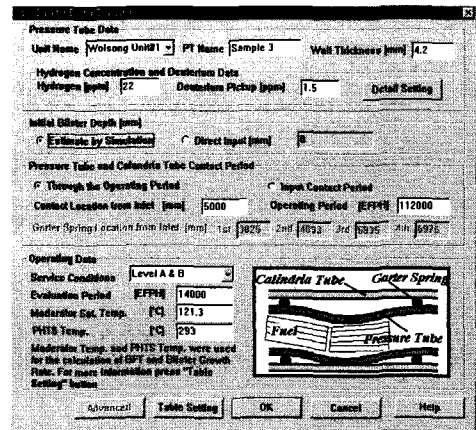 Pressure Tube Data
Unit Name Wolsong Unit#1 PT Name Sample 3 Wall Thickness [mm] 4.2
Hydrogen Concentration and Deuterium Data
Hydrogen [ppm] 22 Deuterium Pickup [ppm] 1.5 Detail Setting
Initial Blister Depth [mm]
Estimate by Simulation Direct Input [mm] 0
Pressure Tube and Calandria Tube Contact Period
Through the Operating Period Input Contact Period
Contact Location from Inlet [mm] 5000 Operating Period [EFPH] 112000
Garter Spring Location from Inlet [mm] 1st 2nd 3rd 4th
Operating Data
Service Conditions Level A & B
Evaluation Period [EFPH] 14000
Moderator Sat. Temp. [°C] 121.3
PHTS Temp. [°C] 293
Moderator Temp. and PHTS Temp. were used
for the calculation of GPT and Blister Growth
Rate. For more information press "Table
Setting" button
Calindria Tube Garter Spring
Fuel Pressure Tube
Advanced Table Setting OK Cancel Help